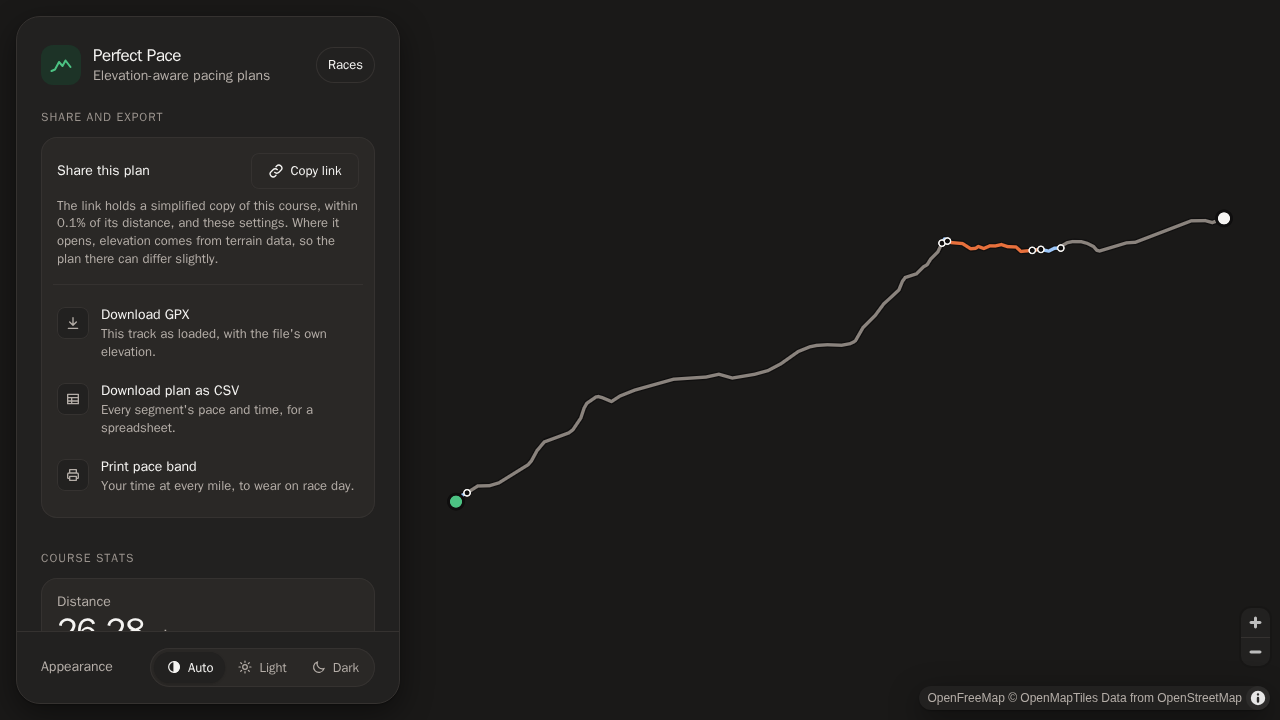 Perfect Pace
Elevation-aware pacing plans
Races
SHARE AND EXPORT
Share this plan
Copy link
The link holds a simplified copy of this course, within
0.1% of its distance, and these settings. Where it
opens, elevation comes from terrain data, so the
plan there can differ slightly.
Download GPX
This track as loaded, with the file's own
elevation.
Download plan as CSV
Every segment's pace and time, for a
spreadsheet.
Print pace band
Your time at every mile, to wear on race day.
COURSE STATS
Distance
26.28
Appearance
Auto
Light
Dark
OpenFreeMap © OpenMapTiles Data from OpenStreetMap